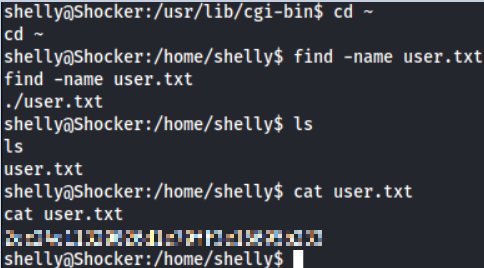 shelly@Shocker:/usr/lib/cgi-bin$ cd ~
cd ~
shelly@Shocker:/home/shelly$ find -name user.txt
find -name user.txt
./user.txt
shelly@Shocker:/home/shelly$ ls
ls
user.txt
shelly@Shocker:/home/shelly$ cat user.txt
cat user.txt
shelly@Shocker:/home/shelly$